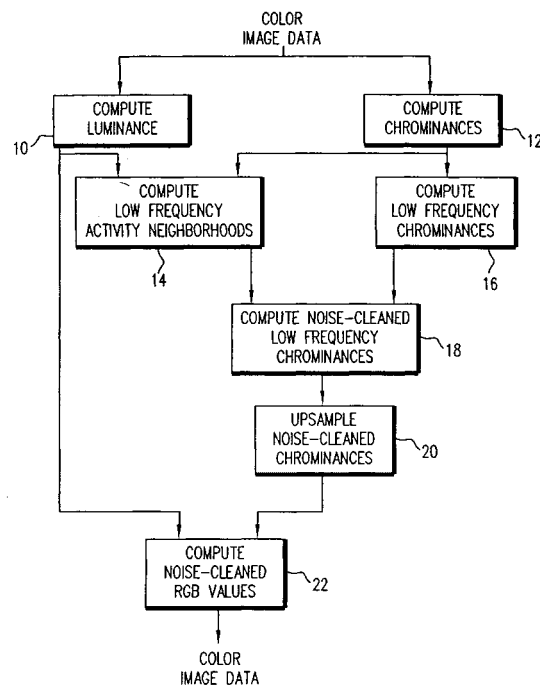 COLOR
IMAGE DATA
COMPUTE
LUMINANCE
10
COMPUTE
CHROMINANCES
12
COMPUTE
LOW FREQUENCY
ACTIVITY NEIGHBORHOODS
14
COMPUTE
LOW FREQUENCY
CHROMINANCES
16
COMPUTE NOISE-CLEANED
LOW FREQUENCY
CHROMINANCES
18
UPSAMPLE
NOISE-CLEANED
CHROMINANCES
20
COMPUTE
NOISE-CLEANED
RGB VALUES
22
COLOR
IMAGE DATA